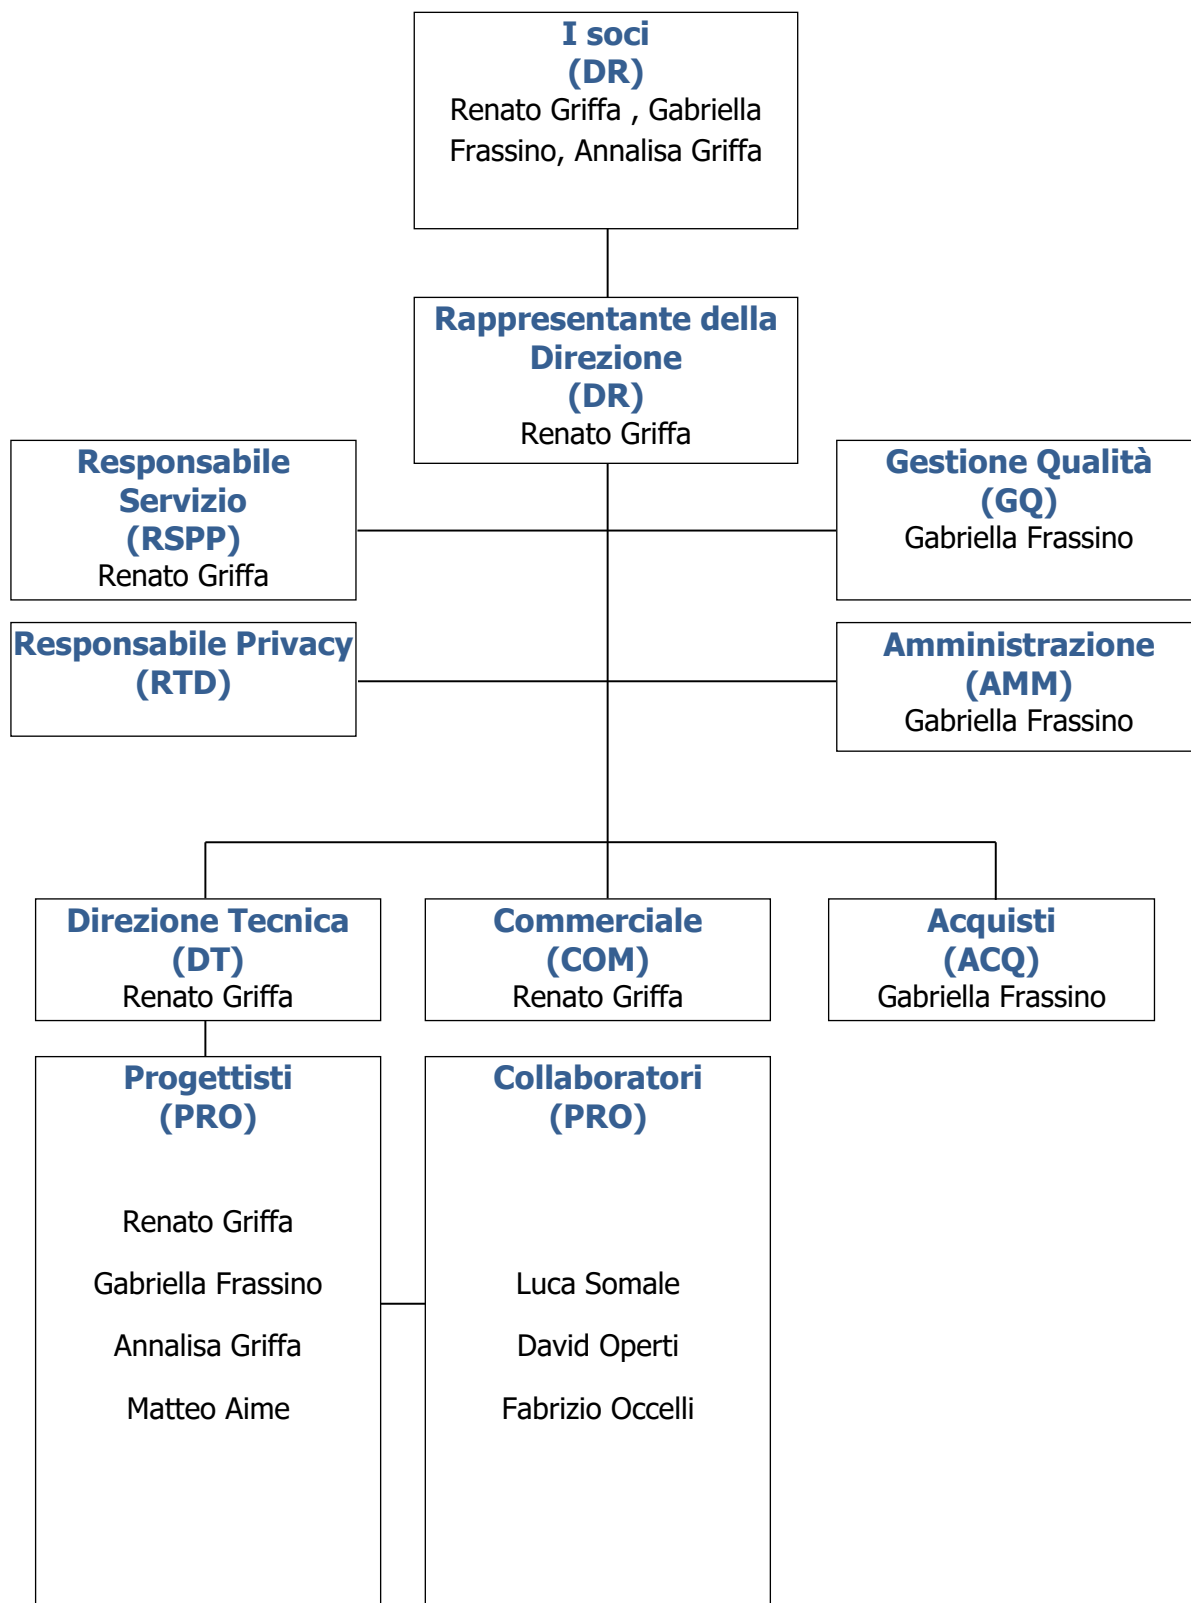 I soci
(DR)
Renato Griffa , Gabriella
Frassino, Annalisa Griffa
Rappresentante della
Direzione
(DR)
Renato Griffa
Responsabile
Servizio
(RSPP)
Renato Griffa
Gestione Qualità
(GQ)
Gabriella Frassino
Responsabile Privacy
(RTD)
Amministrazione
(AMM)
Gabriella Frassino
Direzione Tecnica
(DT)
Renato Griffa
Commerciale
(COM)
Renato Griffa
Acquisti
(ACQ)
Gabriella Frassino
Progettisti
(PRO)
Renato Griffa
Gabriella Frassino
Annalisa Griffa
Matteo Aime
Collaboratori
(PRO)
Luca Somale
David Operti
Fabrizio Occelli